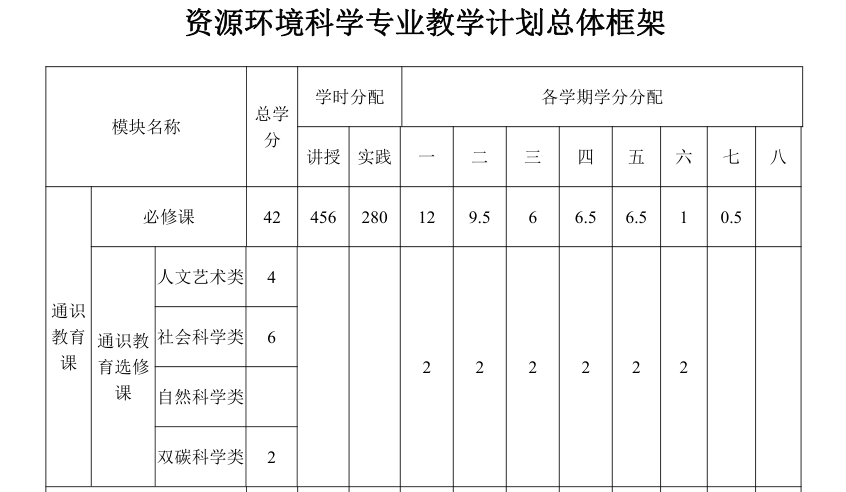 资源环境科学专业教学计划总体框架
模块名称 总学分 学时分配 各学期学分分配
讲授 实践 一 二 三 四 五 六 七 八
通识教育课 必修课 42 456 280 12 9.5 6 6.5 6.5 1 0.5
通识教育选修课 人文艺术类 4 2 2 2 2 2 2
社会科学类 6
自然科学类
双碳科学类 2